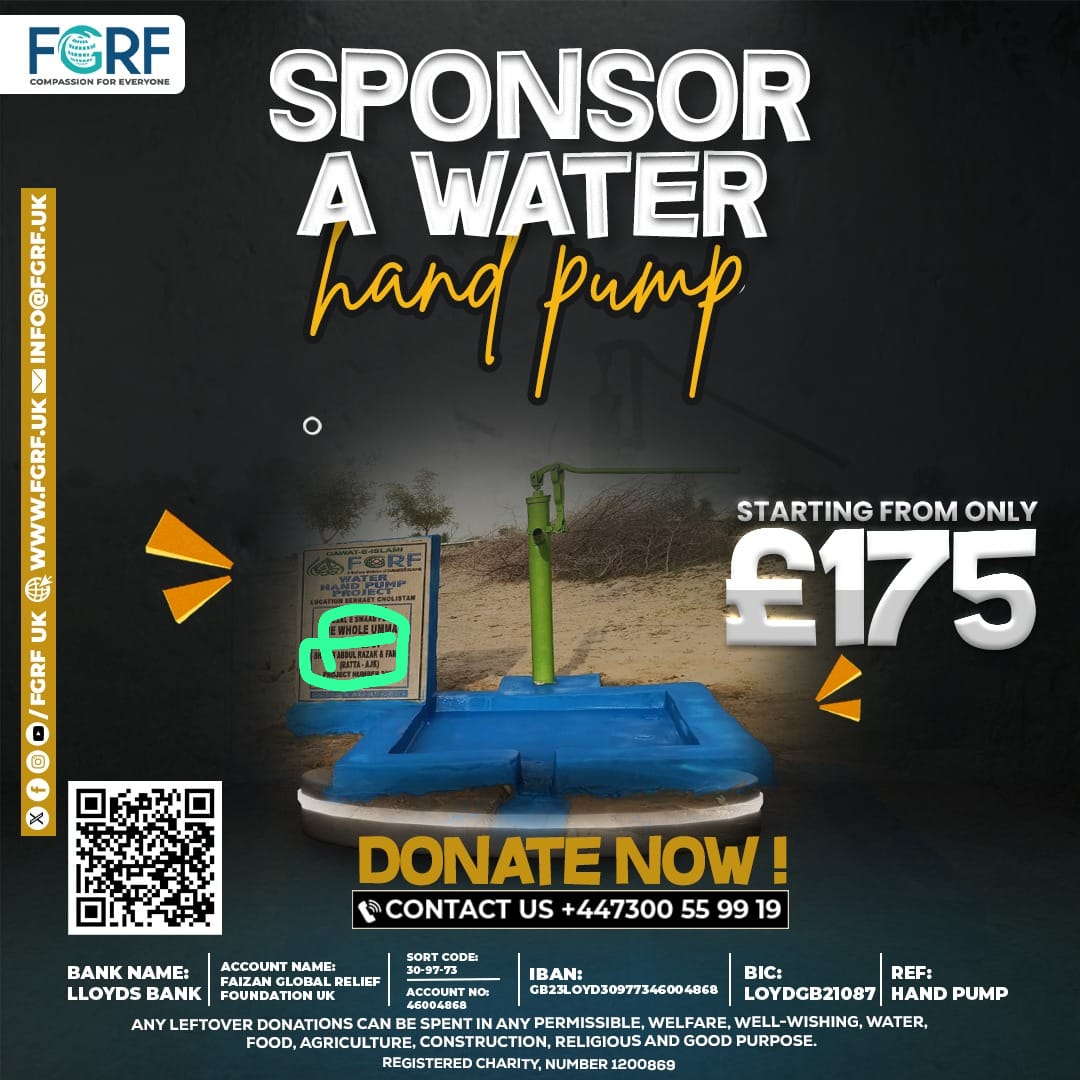 FGRF
COMPASSION FOR EVERYONE
SPONSOR
A WATER
hand pump
/FGRF UK WWW.FGRF.UK INFO@FGRF.UK
STARTING FROM ONLY
£175
DAWAT-E-ISLAMI
FGRF
WATER
HAND PUMP
PROJECT
LOCATION CHOLISTAN
WHOLE
ABDUL RAZAK &
(RATTA - AJK)
PROJECT NUMBER
DONATE NOW !
CONTACT US +447300 55 99 19
BANK NAME:
LLOYDS BANK
ACCOUNT NAME:
FAIZAN GLOBAL RELIEF
FOUNDATION UK
SORT CODE:
30-97-73
ACCOUNT NO:
46004868
IBAN:
GB23LOYD30977346004868
BIC:
LOYDGB21087
REF:
HAND PUMP
ANY LEFTOVER DONATIONS CAN BE SPENT IN ANY PERMISSIBLE, WELFARE, WELL-WISHING, WATER,
FOOD, AGRICULTURE, CONSTRUCTION, RELIGIOUS AND GOOD PURPOSE.
REGISTERED CHARITY, NUMBER 1200869